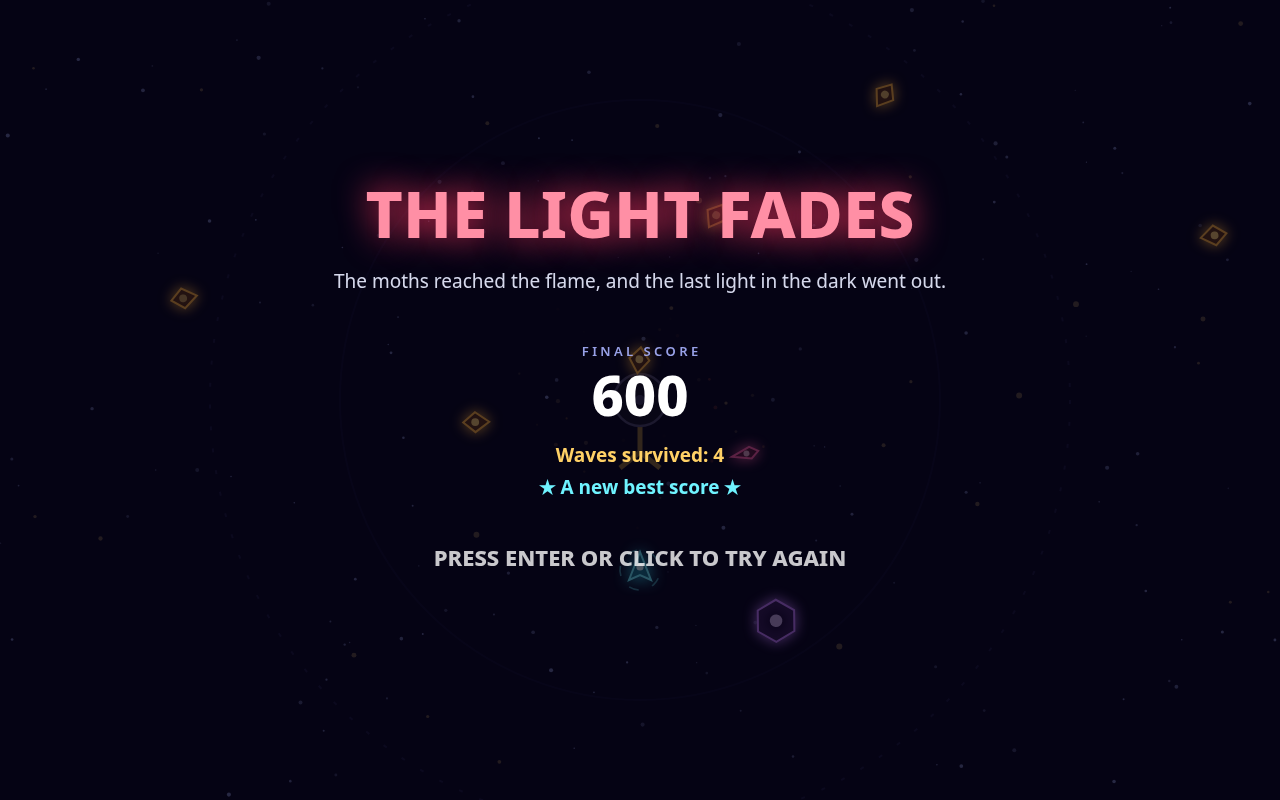 THE LIGHT FADES
The moths reached the flame, and the last light in the dark went out.
FINAL SCORE
600
Waves survived: 4
★ A new best score ★
PRESS ENTER OR CLICK TO TRY AGAIN